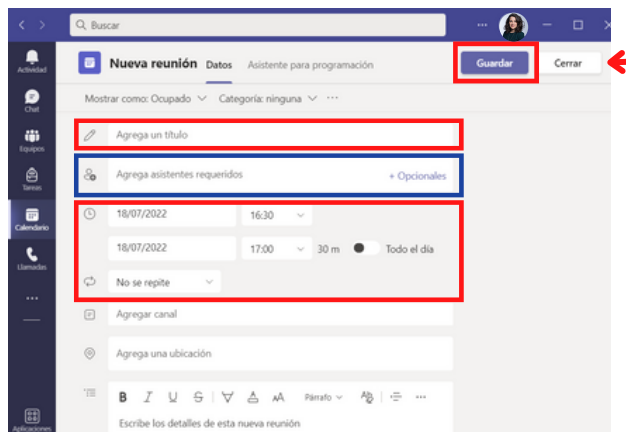 Buscar
Actividad
Chat
Equipos
Tareas
Calendario
Llamadas
Aplicaciones
Nueva reunión Datos Asistente para programación Guardar Cerrar
Mostrar como: Ocupado Categoría: ninguna ...
Agrega un título
Agrega asistentes requeridos + Opcionales
18/07/2022 16:30
18/07/2022 17:00 30 m Todo el día
No se repite
Agregar canal
Agrega una ubicación
B I U S A AA Párrafo Ab ...
Escribe los detalles de esta nueva reunión